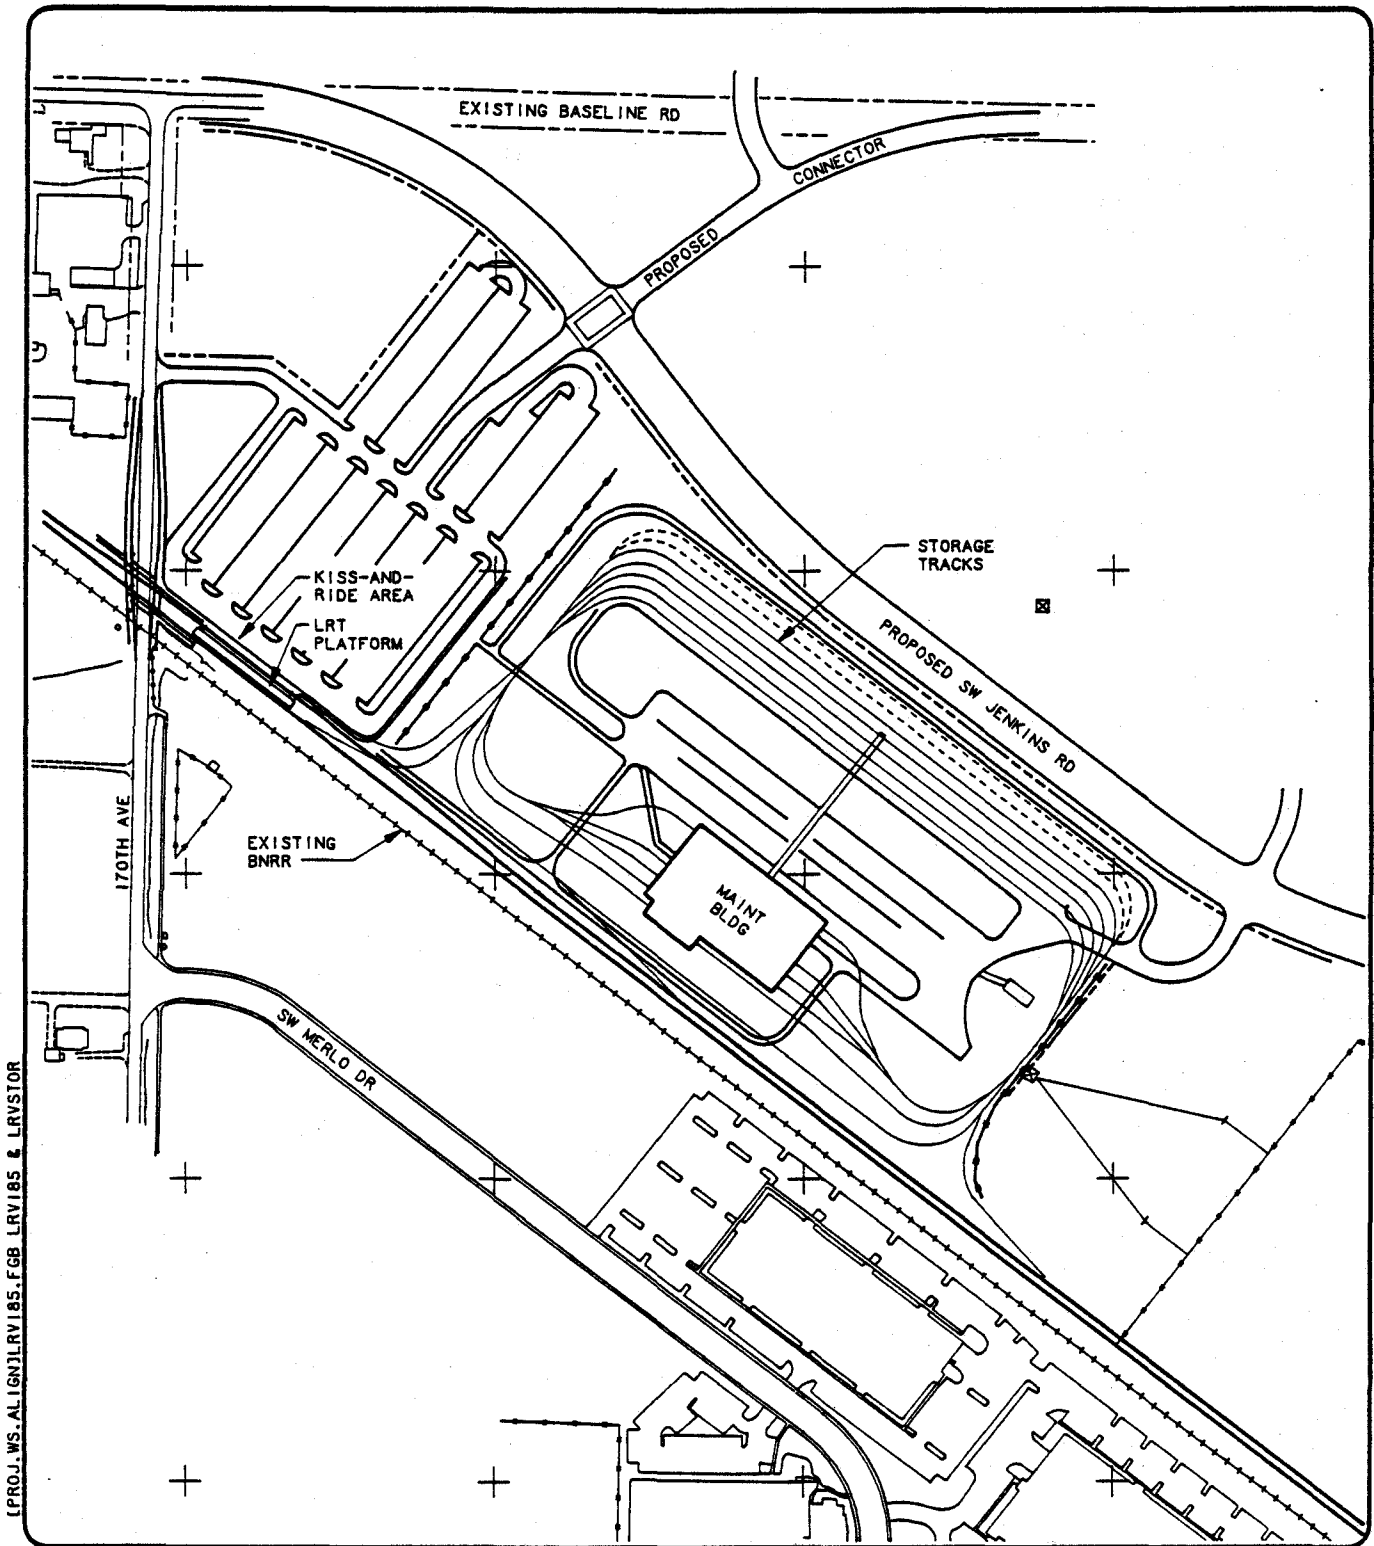 EXISTING BASELINE RD
PROPOSED CONNECTOR
STORAGE
TRACKS
KISS-AND-
RIDE AREA
LRT
PLATFORM
PROPOSED SW JENKINS RD
170TH AVE
EXISTING
BNRR
MAINT
BLDG
SW MERLO DR
[PROJ.WS.ALIGN]LRV185.FGB LRV185 & LRVSTOR